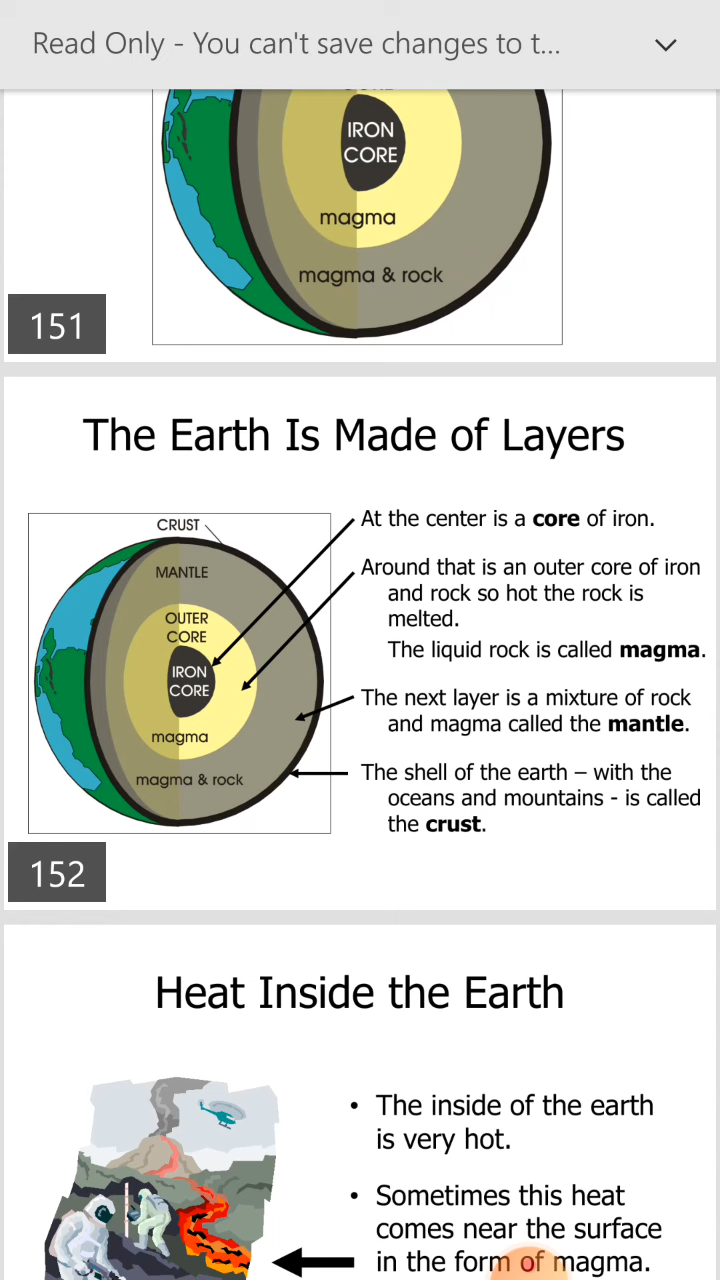 Read Only - You can't save changes to t...
IRON
CORE
magma
magma & rock
151
The Earth Is Made of Layers
CRUST
MANTLE
OUTER
CORE
IRON
CORE
magma
magma & rock
At the center is a core of iron.
Around that is an outer core of iron
and rock so hot the rock is
melted.
The liquid rock is called magma.
The next layer is a mixture of rock
and magma called the mantle.
The shell of the earth – with the
oceans and mountains - is called
the crust.
152
Heat Inside the Earth
• The inside of the earth
is very hot.
• Sometimes this heat
comes near the surface
in the form of magma.